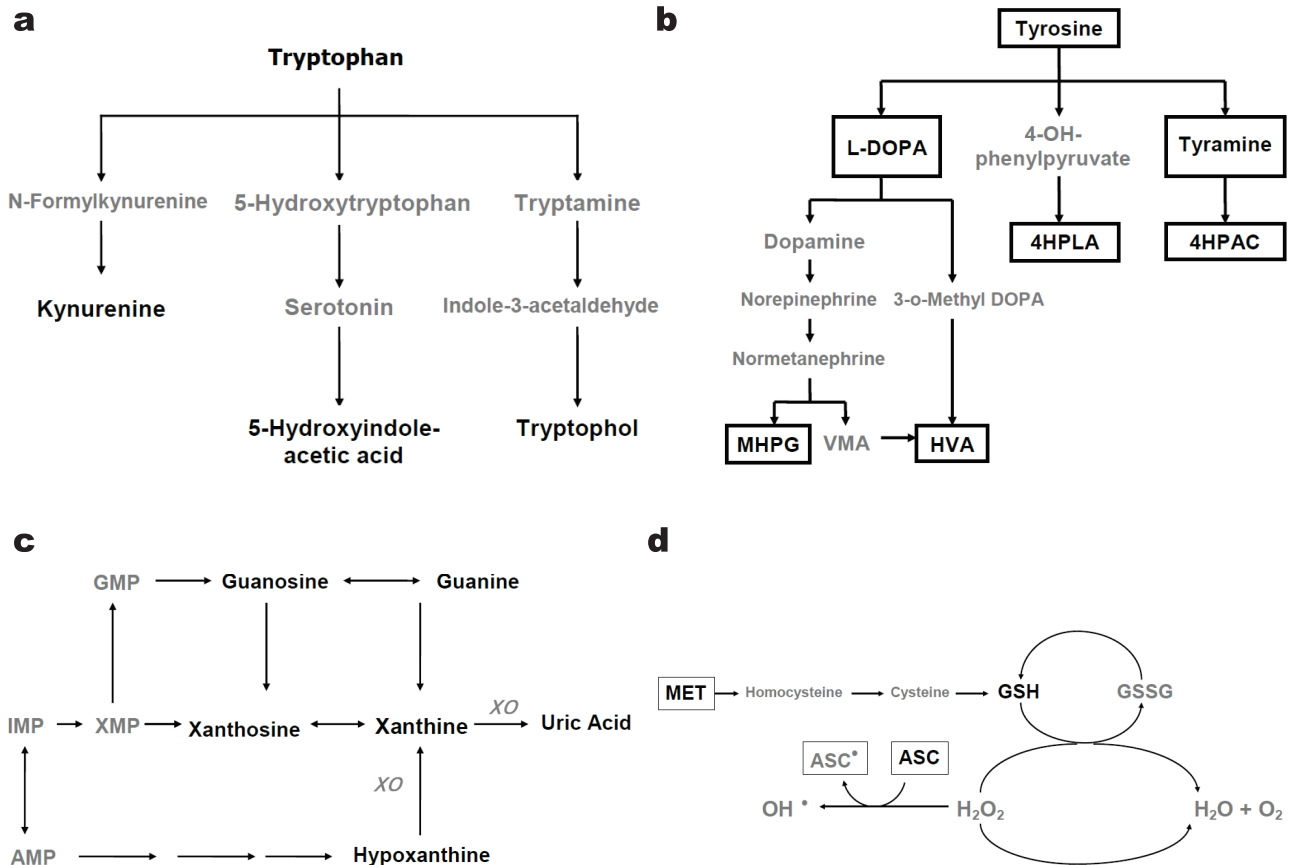 a
Tryptophan
N-Formylkynurenine
5-Hydroxytryptophan
Tryptamine
Kynurenine
Serotonin
Indole-3-acetaldehyde
5-Hydroxyindole-
acetic acid
Tryptophol
b
Tyrosine
L-DOPA
4-OH-
phenylpyruvate
Tyramine
Dopamine
4HPLA
4HPAC
Norepinephrine
3-o-Methyl DOPA
Normetanephrine
MHPG
VMA
HVA
c
GMP
Guanosine
Guanine
IMP
XMP
Xanthosine
Xanthine
XO
Uric Acid
XO
AMP
Hypoxanthine
d
MET
Homocysteine
Cysteine
GSH
GSSG
ASC•
ASC
OH •
H₂O₂
H₂O + O₂